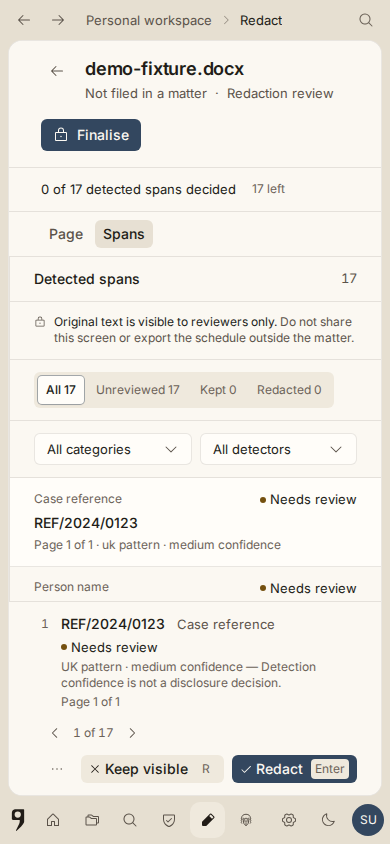 Personal workspace > Redact
demo-fixture.docx
Not filed in a matter · Redaction review
Finalise
0 of 17 detected spans decided 17 left
Page Spans
Detected spans 17
Original text is visible to reviewers only. Do not share
this screen or export the schedule outside the matter.
All 17 Unreviewed 17 Kept 0 Redacted 0
All categories All detectors
Case reference Needs review
REF/2024/0123
Page 1 of 1 · uk pattern · medium confidence
Person name Needs review
1 REF/2024/0123 Case reference
Needs review
UK pattern · medium confidence — Detection
confidence is not a disclosure decision.
Page 1 of 1
1 of 17
Keep visible R Redact Enter
SU